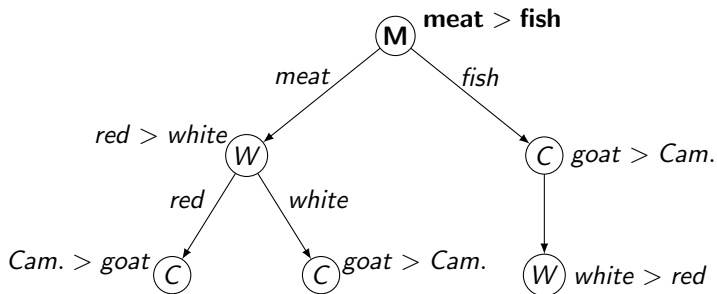 M meat > fish
meat fish
red > white W C goat > Cam.
red white
Cam. > goat C C goat > Cam. W white > red